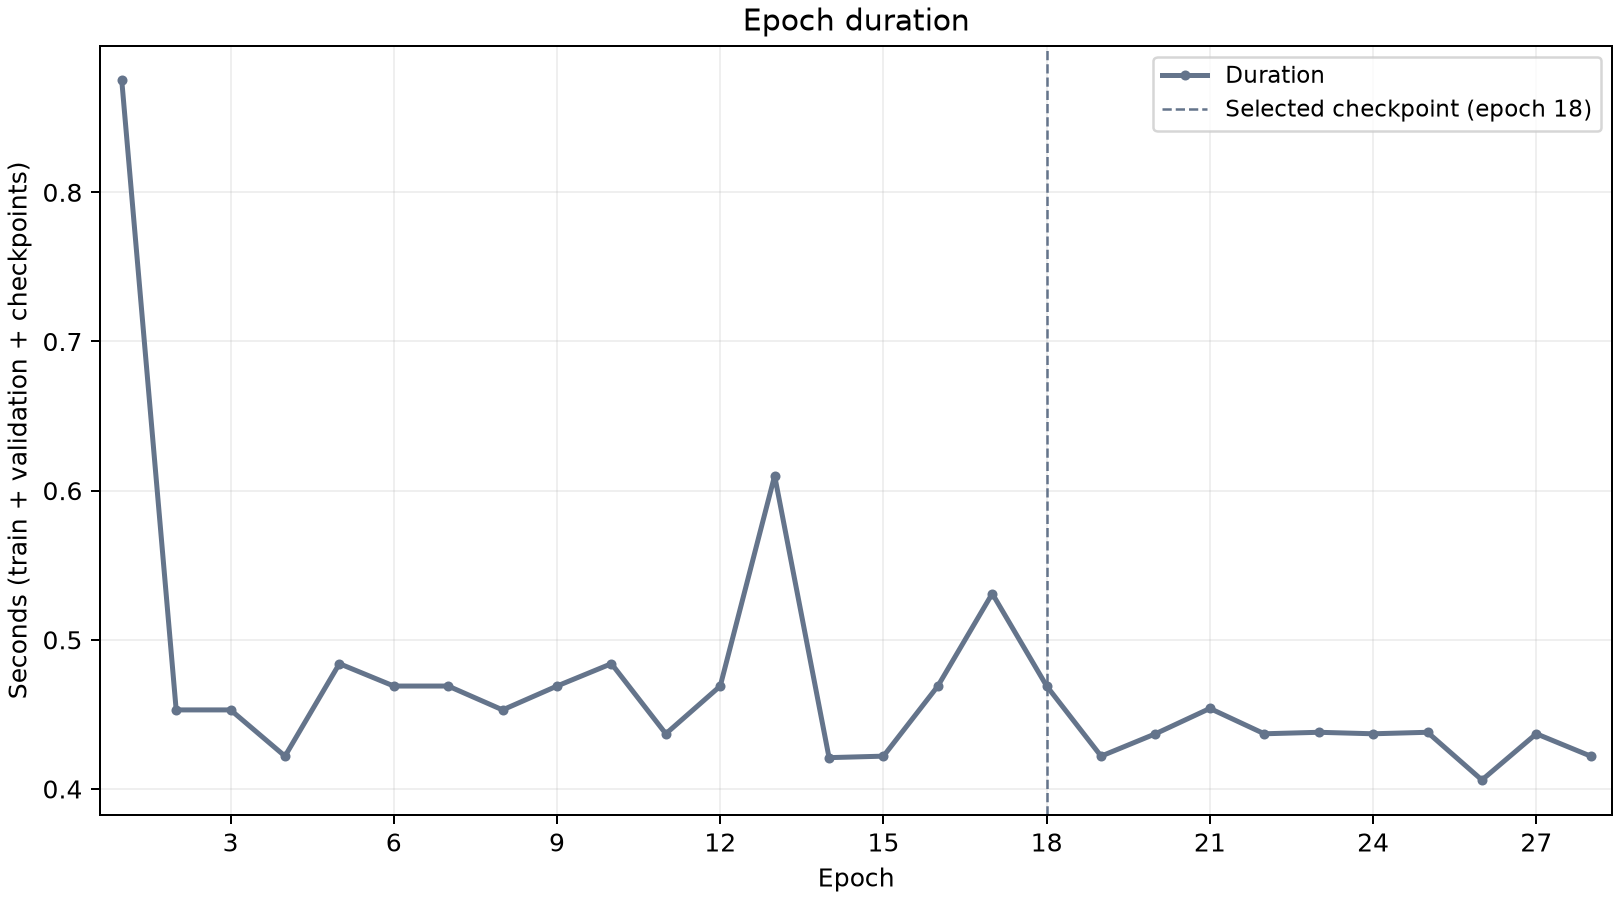 Epoch duration
Duration
Selected checkpoint (epoch 18)
Seconds (train + validation + checkpoints)
0.8
0.7
0.6
0.5
0.4
3 6 9 12 15 18 21 24 27
Epoch